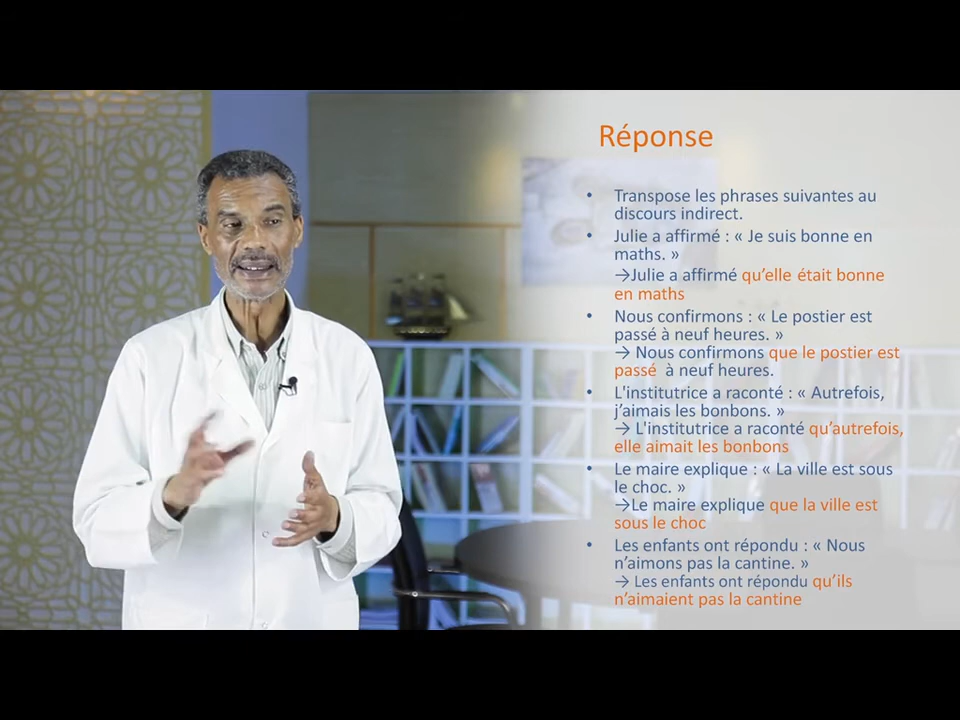 Réponse
• Transpose les phrases suivantes au
discours indirect.
• Julie a affirmé : « Je suis bonne en
maths. »
→Julie a affirmé qu’elle était bonne
en maths
• Nous confirmons : « Le postier est
passé à neuf heures. »
→ Nous confirmons que le postier est
passé à neuf heures.
• L'institutrice a raconté : « Autrefois,
j’aimais les bonbons. »
→ L'institutrice a raconté qu’autrefois,
elle aimait les bonbons
• Le maire explique : « La ville est sous
le choc. »
→Le maire explique que la ville est
sous le choc
• Les enfants ont répondu : « Nous
n’aimons pas la cantine. »
→ Les enfants ont répondu qu’ils
n’aimaient pas la cantine